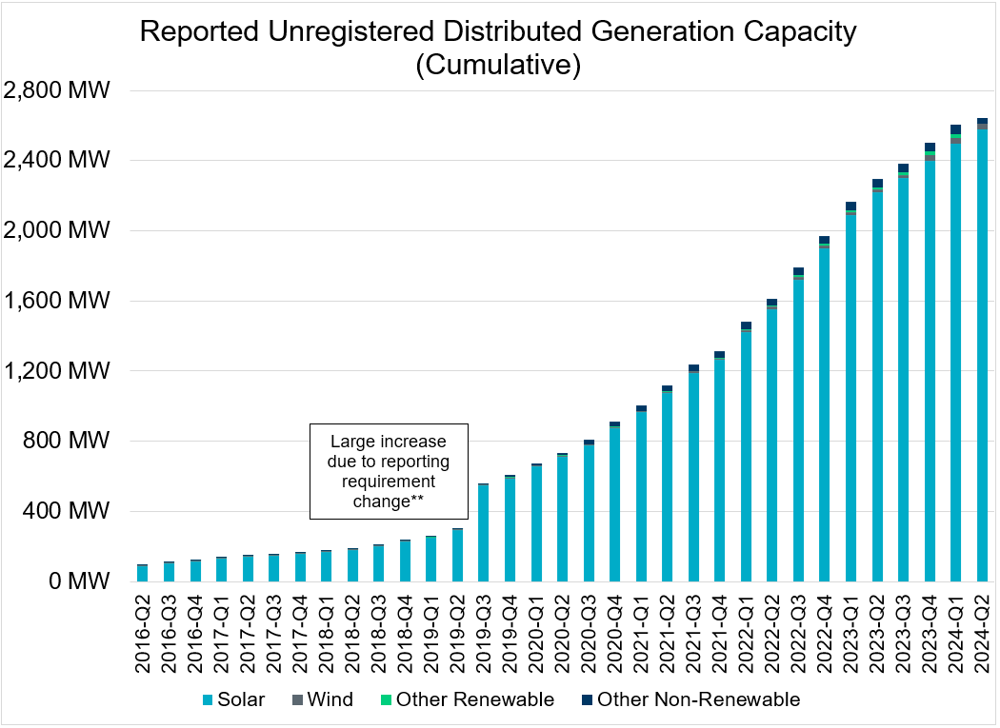 Reported Unregistered Distributed Generation Capacity
(Cumulative)
2,800 MW
2,400 MW
2,000 MW
1,600 MW
1,200 MW
800 MW
400 MW
0 MW
Large increase
due to reporting
requirement
change**
2016-Q2
2016-Q3
2016-Q4
2017-Q1
2017-Q2
2017-Q3
2017-Q4
2018-Q1
2018-Q2
2018-Q3
2018-Q4
2019-Q1
2019-Q2
2019-Q3
2019-Q4
2020-Q1
2020-Q2
2020-Q3
2020-Q4
2021-Q1
2021-Q2
2021-Q3
2021-Q4
2022-Q1
2022-Q2
2022-Q3
2022-Q4
2023-Q1
2023-Q2
2023-Q3
2023-Q4
2024-Q1
2024-Q2
Solar
Wind
Other Renewable
Other Non-Renewable